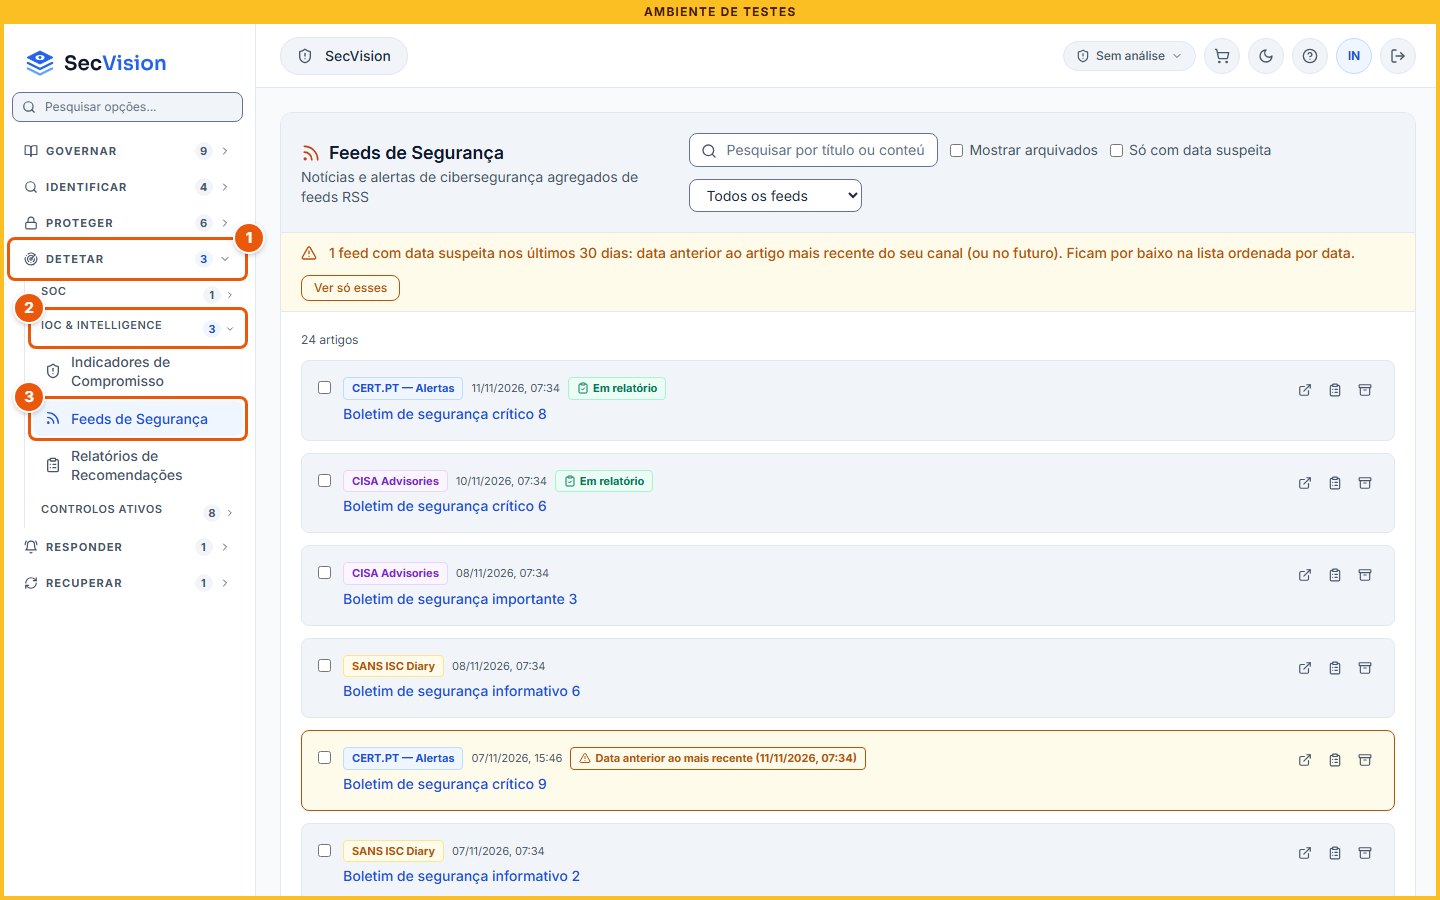 AMBIENTE DE TESTES
SecVision
Pesquisar opções...
GOVERNAR 9
IDENTIFICAR 4
PROTEGER 6
1
DETETAR 3
SOC 1
2
IOC & INTELLIGENCE 3
Indicadores de
Compromisso
3
Feeds de Segurança
Relatórios de
Recomendações
CONTROLOS ATIVOS 8
RESPONDER 1
RECUPERAR 1
SecVision
Sem análise
IN
Feeds de Segurança
Notícias e alertas de cibersegurança agregados de
feeds RSS
Pesquisar por título ou conteú
Mostrar arquivados
Só com data suspeita
Todos os feeds
1 feed com data suspeita nos últimos 30 dias: data anterior ao artigo mais recente do seu canal (ou no futuro). Ficam por baixo na lista ordenada por data.
Ver só esses
24 artigos
CERT.PT — Alertas 11/11/2026, 07:34 Em relatório
Boletim de segurança crítico 8
CISA Advisories 10/11/2026, 07:34 Em relatório
Boletim de segurança crítico 6
CISA Advisories 08/11/2026, 07:34
Boletim de segurança importante 3
SANS ISC Diary 08/11/2026, 07:34
Boletim de segurança informativo 6
CERT.PT — Alertas 07/11/2026, 15:46 Data anterior ao mais recente (11/11/2026, 07:34)
Boletim de segurança crítico 9
SANS ISC Diary 07/11/2026, 07:34
Boletim de segurança informativo 2